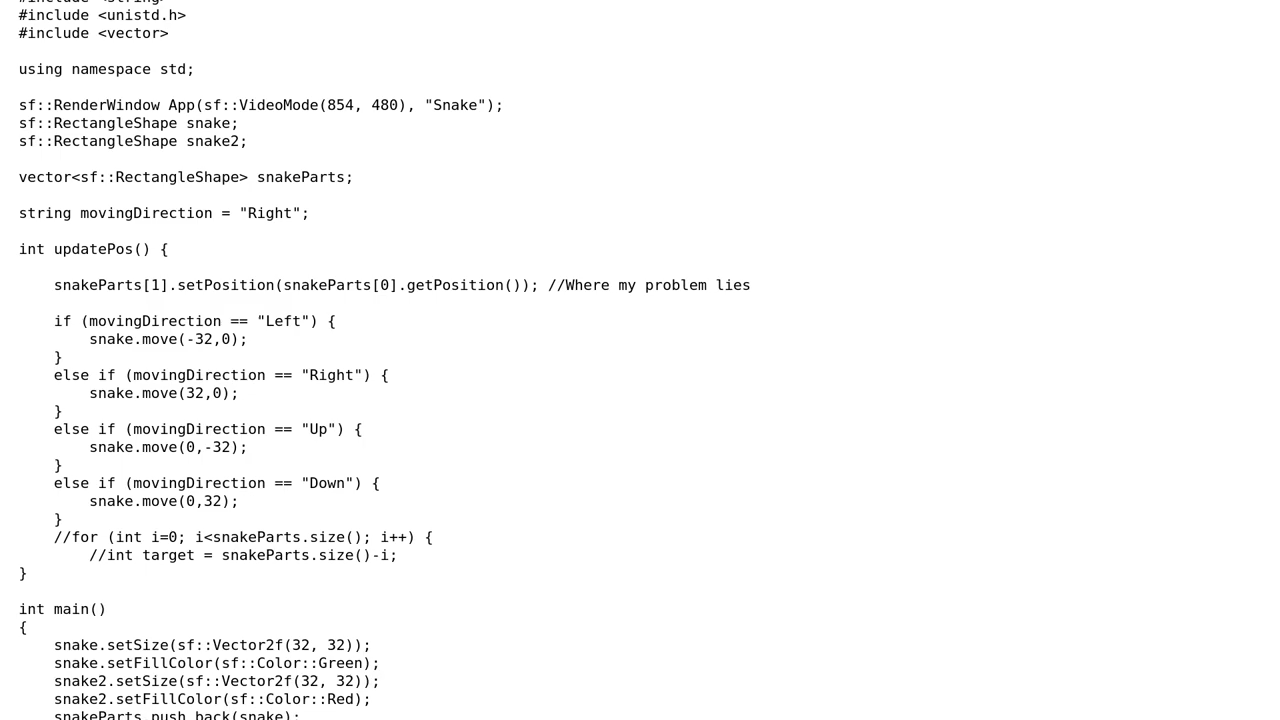 #include <string>
#include <unistd.h>
#include <vector>

using namespace std;

sf::RenderWindow App(sf::VideoMode(854, 480), "Snake");
sf::RectangleShape snake;
sf::RectangleShape snake2;

vector<sf::RectangleShape> snakeParts;

string movingDirection = "Right";

int updatePos() {

    snakeParts[1].setPosition(snakeParts[0].getPosition()); //Where my problem lies

    if (movingDirection == "Left") {
        snake.move(-32,0);
    }
    else if (movingDirection == "Right") {
        snake.move(32,0);
    }
    else if (movingDirection == "Up") {
        snake.move(0,-32);
    }
    else if (movingDirection == "Down") {
        snake.move(0,32);
    }
    //for (int i=0; i<snakeParts.size(); i++) {
        //int target = snakeParts.size()-i;
}

int main()
{
    snake.setSize(sf::Vector2f(32, 32));
    snake.setFillColor(sf::Color::Green);
    snake2.setSize(sf::Vector2f(32, 32));
    snake2.setFillColor(sf::Color::Red);
    snakeParts.push_back(snake);